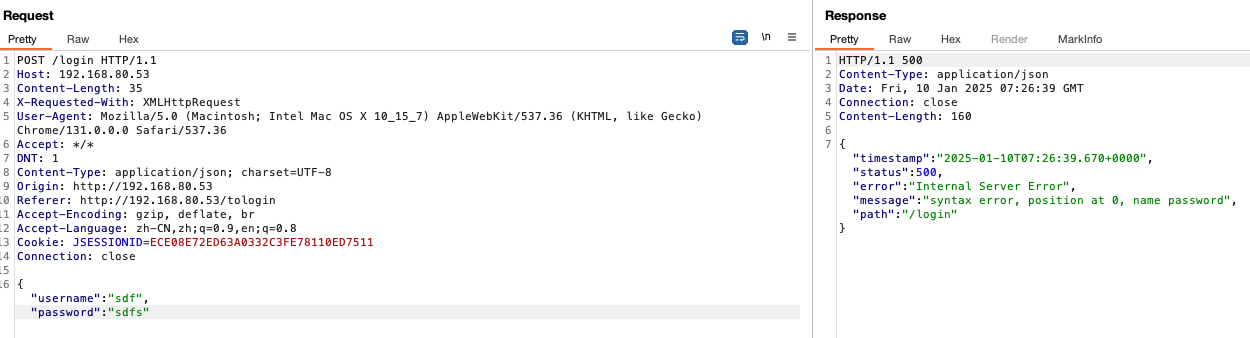 Request
Pretty Raw Hex \n
1 POST /login HTTP/1.1
2 Host: 192.168.80.53
3 Content-Length: 35
4 X-Requested-With: XMLHttpRequest
5 User-Agent: Mozilla/5.0 (Macintosh; Intel Mac OS X 10_15_7) AppleWebKit/537.36 (KHTML, like Gecko)
Chrome/131.0.0.0 Safari/537.36
6 Accept: */*
7 DNT: 1
8 Content-Type: application/json; charset=UTF-8
9 Origin: http://192.168.80.53
10 Referer: http://192.168.80.53/tologin
11 Accept-Encoding: gzip, deflate, br
12 Accept-Language: zh-CN,zh;q=0.9,en;q=0.8
13 Cookie: JSESSIONID=ECE08E72ED63A0332C3FE78110ED7511
14 Connection: close
15
16 {
"username":"sdf",
"password":"sdfs"
Response
Pretty Raw Hex Render MarkInfo
1 HTTP/1.1 500
2 Content-Type: application/json
3 Date: Fri, 10 Jan 2025 07:26:39 GMT
4 Connection: close
5 Content-Length: 160
6
7 {
"timestamp":"2025-01-10T07:26:39.670+0000",
"status":500,
"error":"Internal Server Error",
"message":"syntax error, position at 0, name password",
"path":"/login"
}